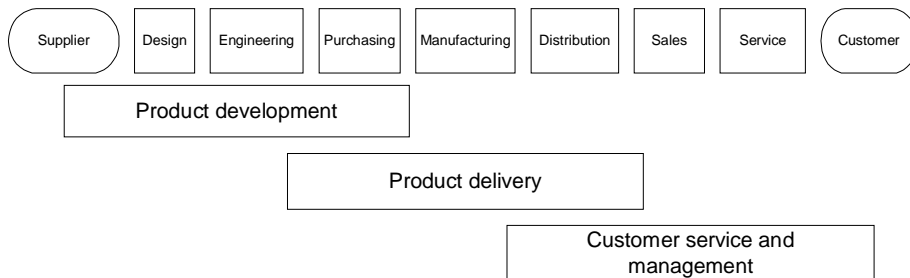 Supplier
Design
Engineering
Purchasing
Manufacturing
Distribution
Sales
Service
Customer
Product development
Product delivery
Customer service and
management